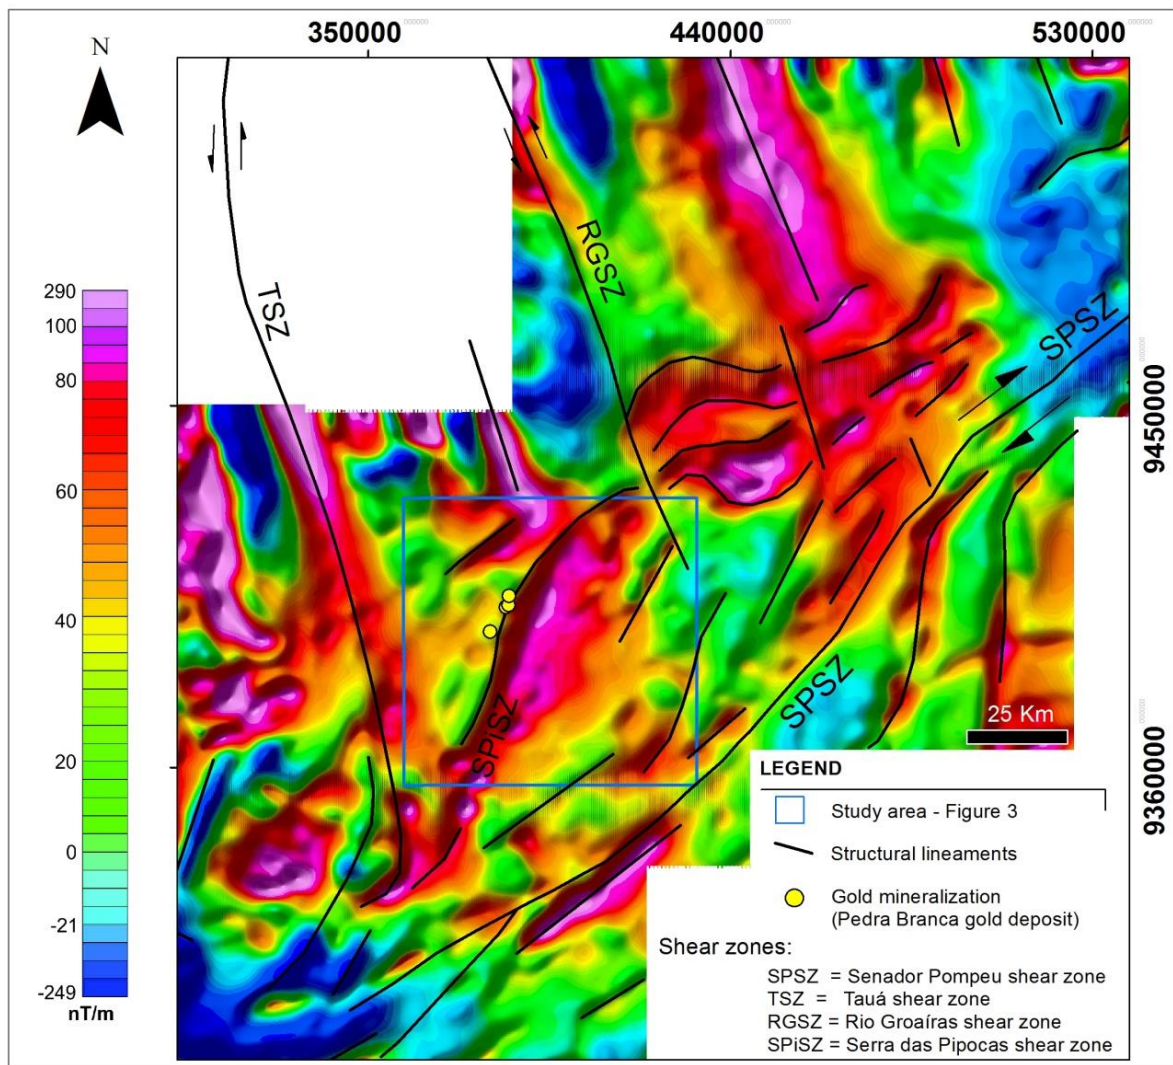 350000
440000
530000
N
TSZ
RGSZ
SPSZ
9450000
290
100
80
60
40
20
0
-21
-249
nT/m
SPiSZ
SPSZ
25 Km
9360000
LEGEND
Study area - Figure 3
Structural lineaments
Gold mineralization
(Pedra Branca gold deposit)
Shear zones:
SPSZ = Senador Pompeu shear zone
TSZ = Tauá shear zone
RGSZ = Rio Groaíras shear zone
SPiSZ = Serra das Pipocas shear zone